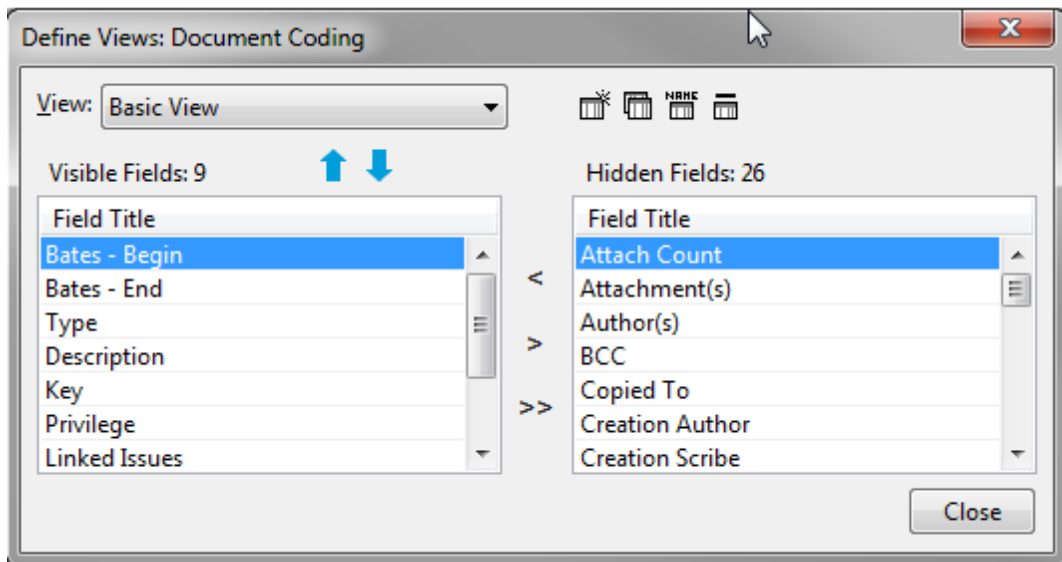 Define Views: Document Coding
View: Basic View
NAME
Visible Fields: 9
Hidden Fields: 26
Field Title
Bates - Begin
Bates - End
Type
Description
Key
Privilege
Linked Issues
<
>
>>
Field Title
Attach Count
Attachment(s)
Author(s)
BCC
Copied To
Creation Author
Creation Scribe
Close